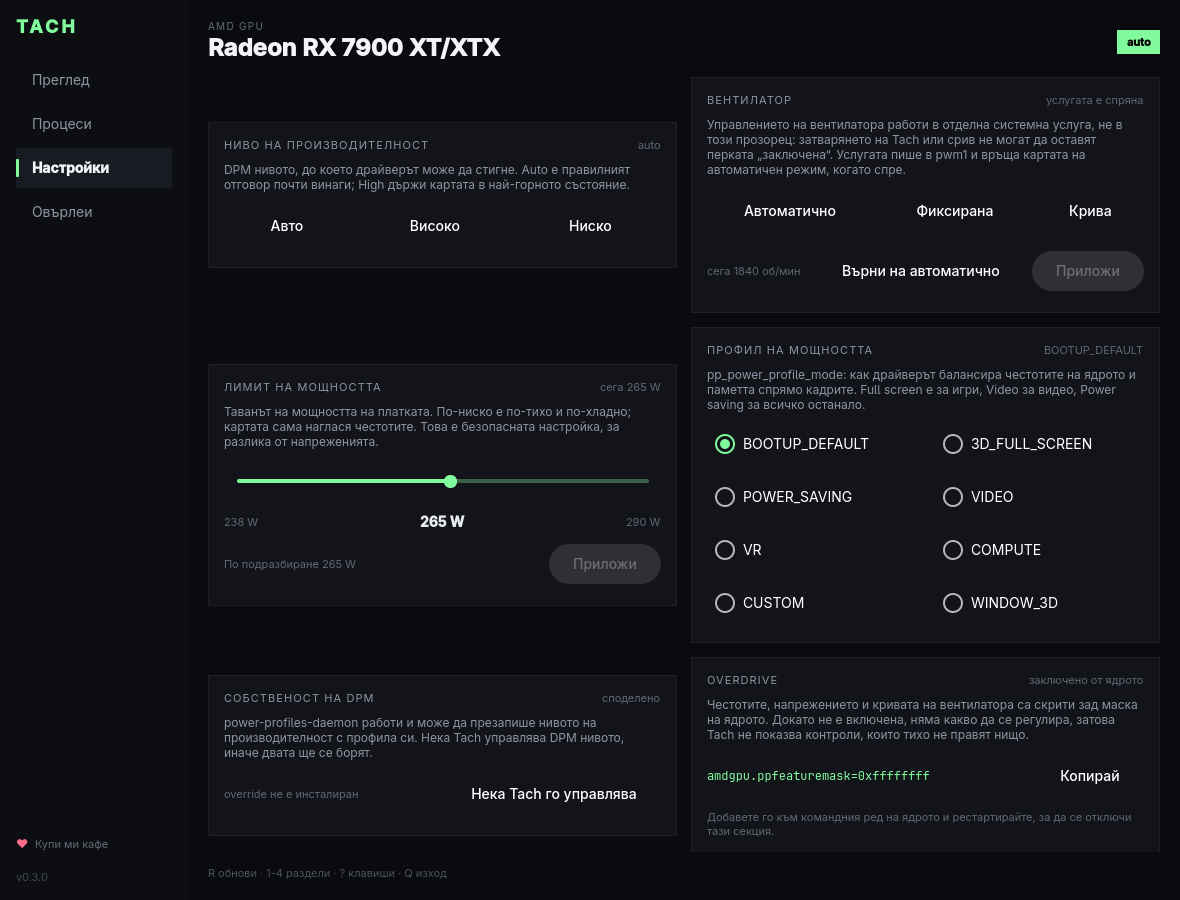 TACH
Преглед
Процеси
Настройки
Овърлеи
Купи ми кафе
v0.3.0
AMD GPU
Radeon RX 7900 XT/XTX
auto
НИВО НА ПРОИЗВОДИТЕЛНОСТ
auto
DPM нивото, до което драйверът може да стигне. Auto е правилният
отговор почти винаги; High държи картата в най-горното състояние.
Авто
Високо
Ниско
ЛИМИТ НА МОЩНОСТТА
сега 265 W
Таванът на мощността на платката. По-ниско е по-тихо и по-хладно;
картата сама наглася честотите. Това е безопасната настройка, за
разлика от напреженията.
238 W
265 W
290 W
По подразбиране 265 W
Приложи
СОБСТВЕНОСТ НА DPM
споделено
power-profiles-daemon работи и може да презапише нивото на
производителност с профила си. Нека Tach управлява DPM нивото,
иначе двата ще се борят.
override не е инсталиран
Нека Tach го управлява
ВЕНТИЛАТОР
услугата е спряна
Управлението на вентилатора работи в отделна системна услуга, не в
този прозорец: затварянето на Tach или срив не могат да оставят
перката „заключена“. Услугата пише в pwm1 и връща картата на
автоматичен режим, когато спре.
Автоматично
Фиксирана
Крива
сега 1840 об/мин
Върни на автоматично
Приложи
ПРОФИЛ НА МОЩНОСТТА
BOOTUP_DEFAULT
pp_power_profile_mode: как драйверът балансира честотите на ядрото и
паметта спрямо кадрите. Full screen е за игри, Video за видео, Power
saving за всичко останало.
BOOTUP_DEFAULT
3D_FULL_SCREEN
POWER_SAVING
VIDEO
VR
COMPUTE
CUSTOM
WINDOW_3D
OVERDRIVE
заключено от ядрото
Честотите, напрежението и кривата на вентилатора са скрити зад маска
на ядрото. Докато не е включена, няма какво да се регулира, затова
Tach не показва контроли, които тихо не правят нищо.
amdgpu.ppfeaturemask=0xffffffff
Копирай
Добавете го към командния ред на ядрото и рестартирайте, за да се отключи
тази секция.
R обнови · 1-4 раздели · ? клавиши · Q изход